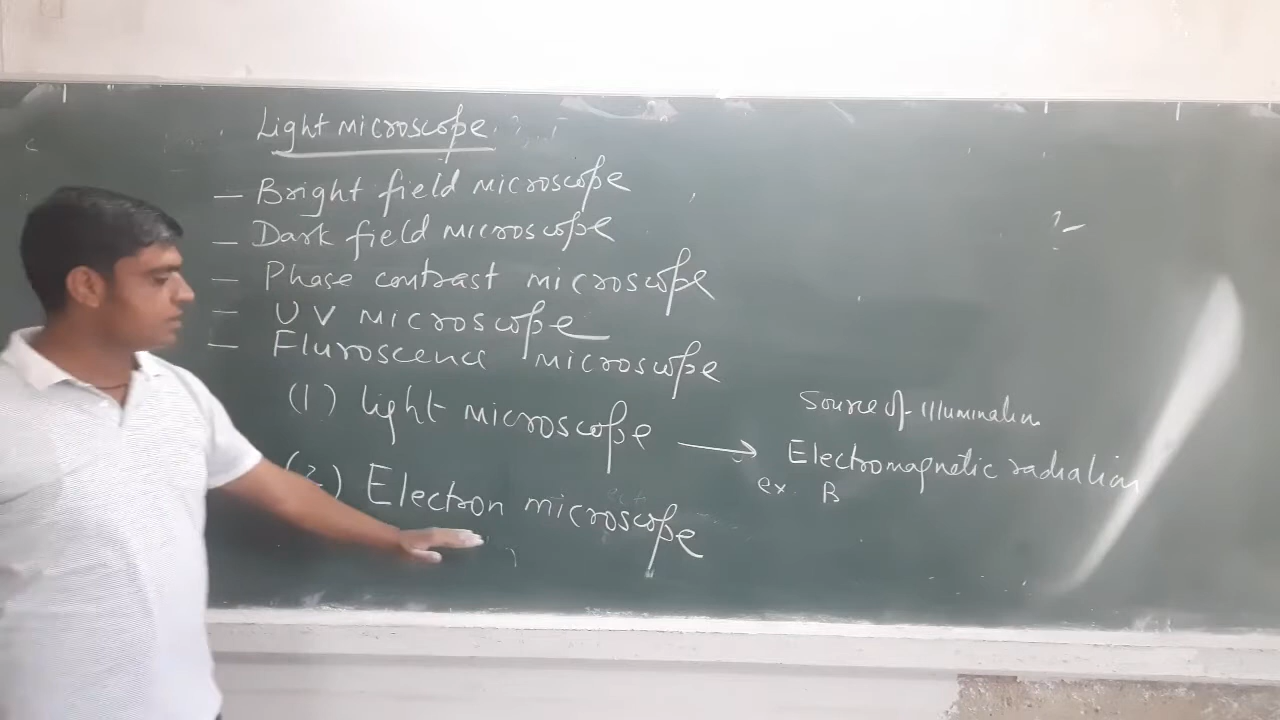 Light microscope
— Bright field microscope
— Dark field microscope
— Phase contrast microscope
— UV microscope
— Fluroscence microscope
(1) light microscope →
(2) Electron microscope
Source of Illumination
Electromagnetic radiation
ex. B